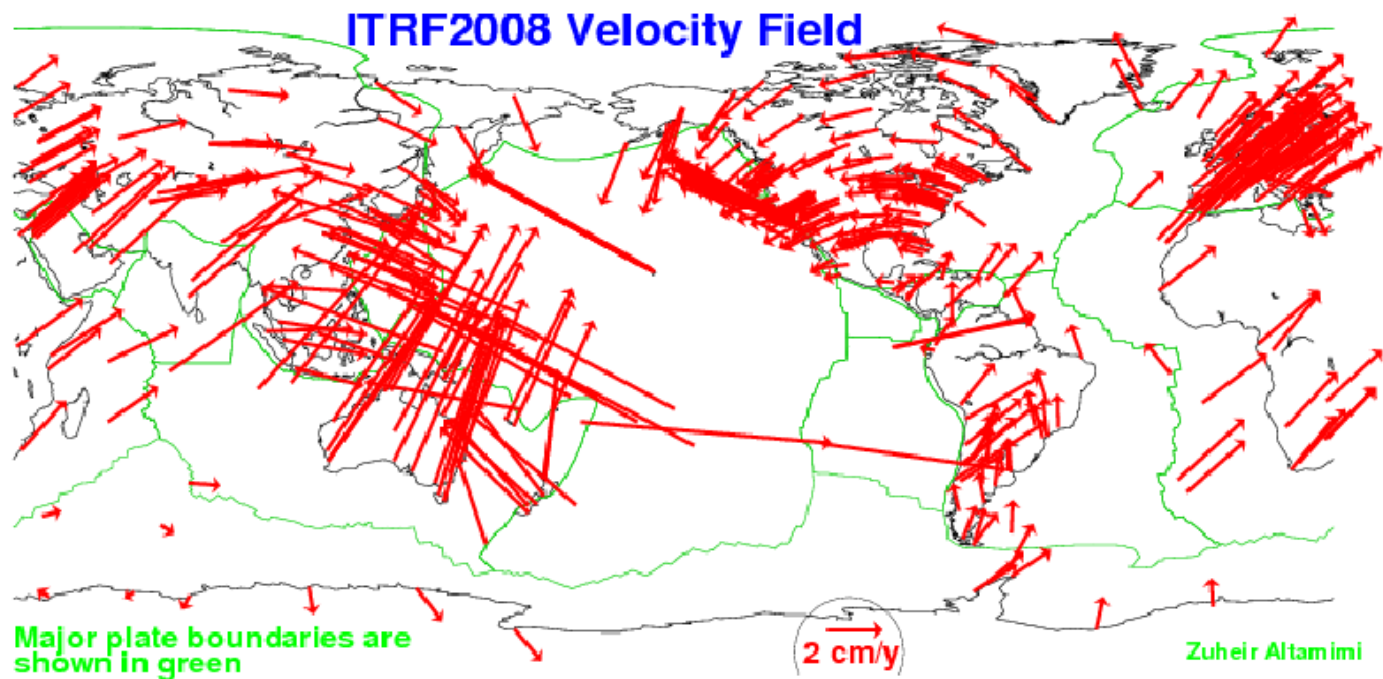 ITRF2008 Velocity Field
Major plate boundaries are
shown in green
2 cm/y
Zuheir Altamimi